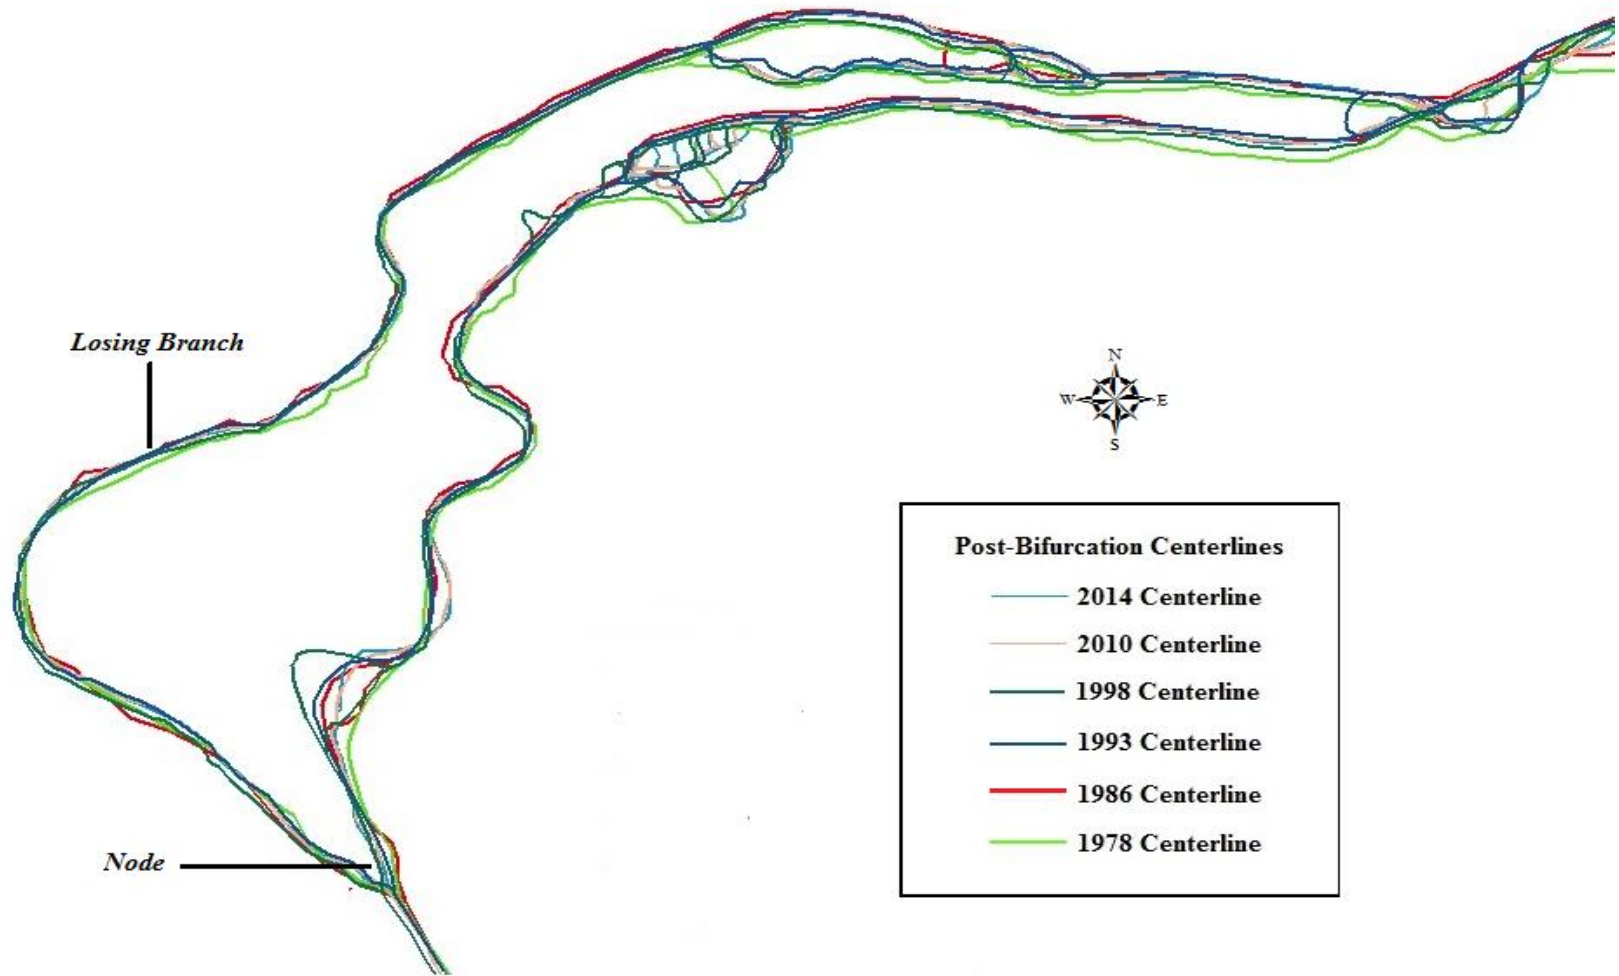 Losing Branch
N
W
E
S
Post-Bifurcation Centerlines
2014 Centerline
2010 Centerline
1998 Centerline
1993 Centerline
1986 Centerline
1978 Centerline
Node